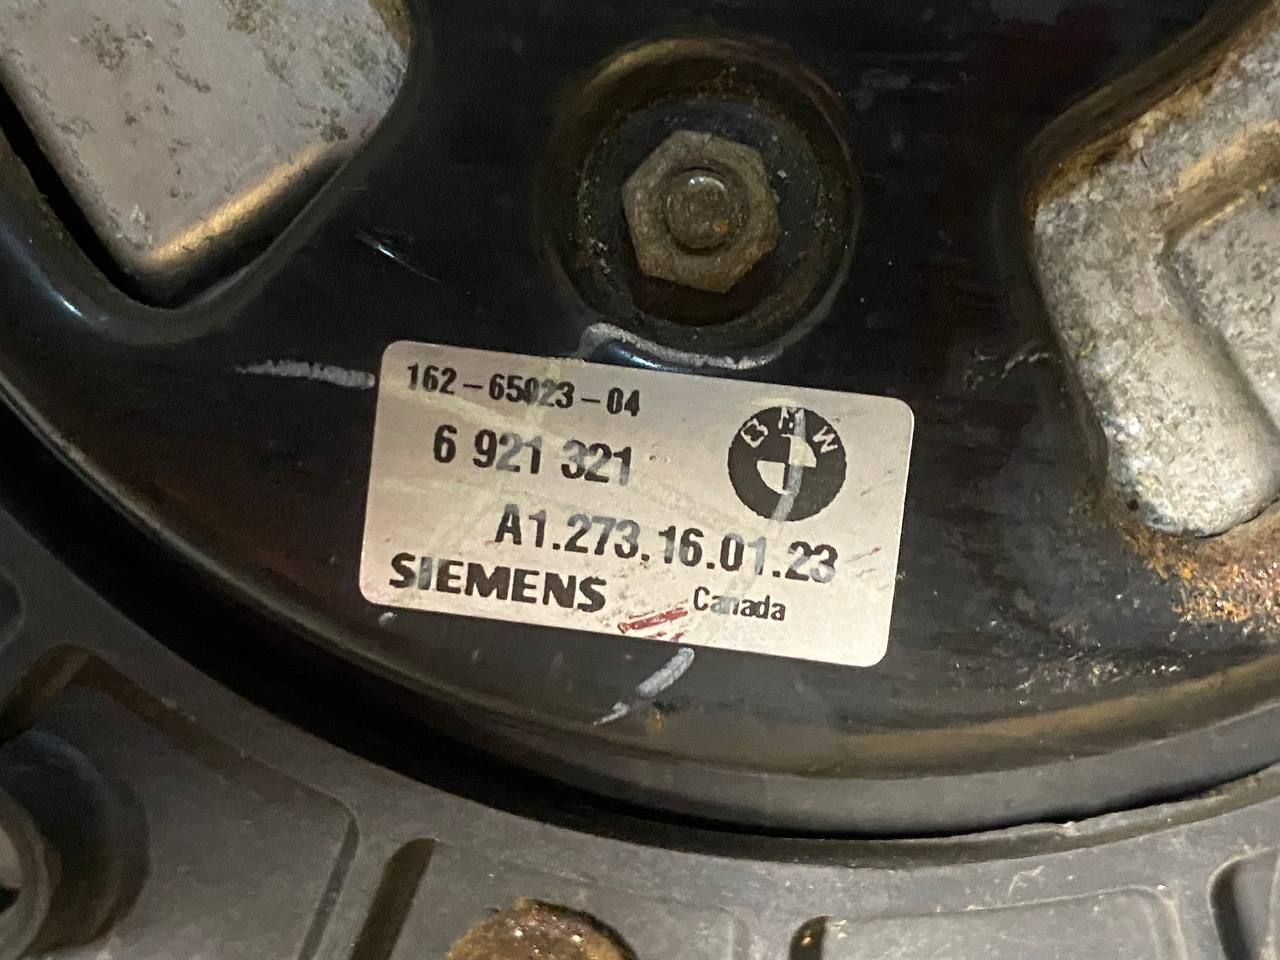 162-65023-04
6 921 321
BMW
A1.273.16.01.23
SIEMENS
Canada